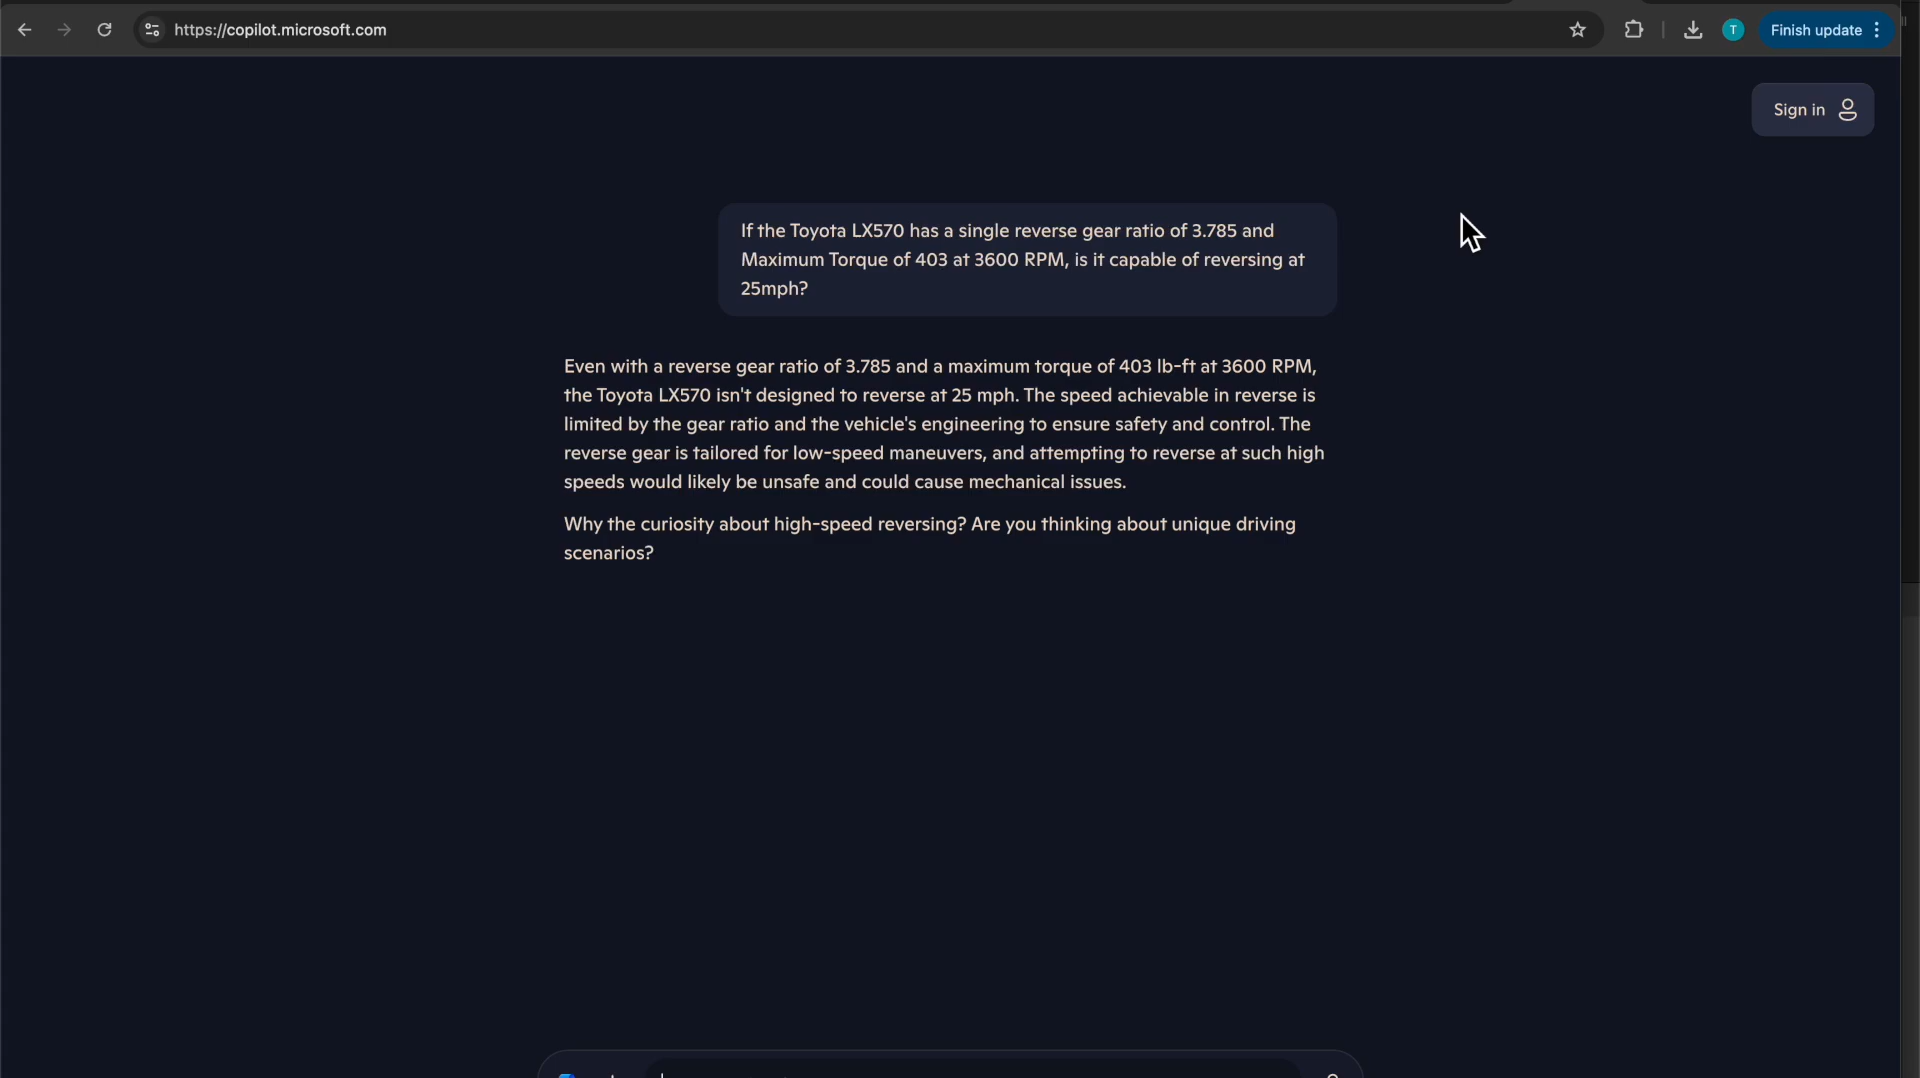 https://copilot.microsoft.com
T
Finish update
Sign in
If the Toyota LX570 has a single reverse gear ratio of 3.785 and
Maximum Torque of 403 at 3600 RPM, is it capable of reversing at
25mph?
Even with a reverse gear ratio of 3.785 and a maximum torque of 403 lb-ft at 3600 RPM,
the Toyota LX570 isn't designed to reverse at 25 mph. The speed achievable in reverse is
limited by the gear ratio and the vehicle's engineering to ensure safety and control. The
reverse gear is tailored for low-speed maneuvers, and attempting to reverse at such high
speeds would likely be unsafe and could cause mechanical issues.
Why the curiosity about high-speed reversing? Are you thinking about unique driving
scenarios?